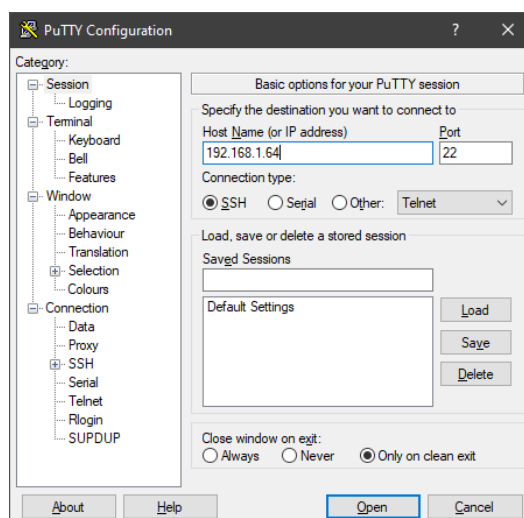 PuTTY Configuration
Category:
Session
Logging
Terminal
Keyboard
Bell
Features
Window
Appearance
Behaviour
Translation
Selection
Colours
Connection
Data
Proxy
SSH
Serial
Telnet
Rlogin
SUPDUP
Basic options for your PuTTY session
Specify the destination you want to connect to
Host Name (or IP address) Port
192.168.1.64 22
Connection type:
SSH Serial Other: Telnet
Load, save or delete a stored session
Saved Sessions
Default Settings
Load
Save
Delete
Close window on exit:
Always Never Only on clean exit
About Help Open Cancel